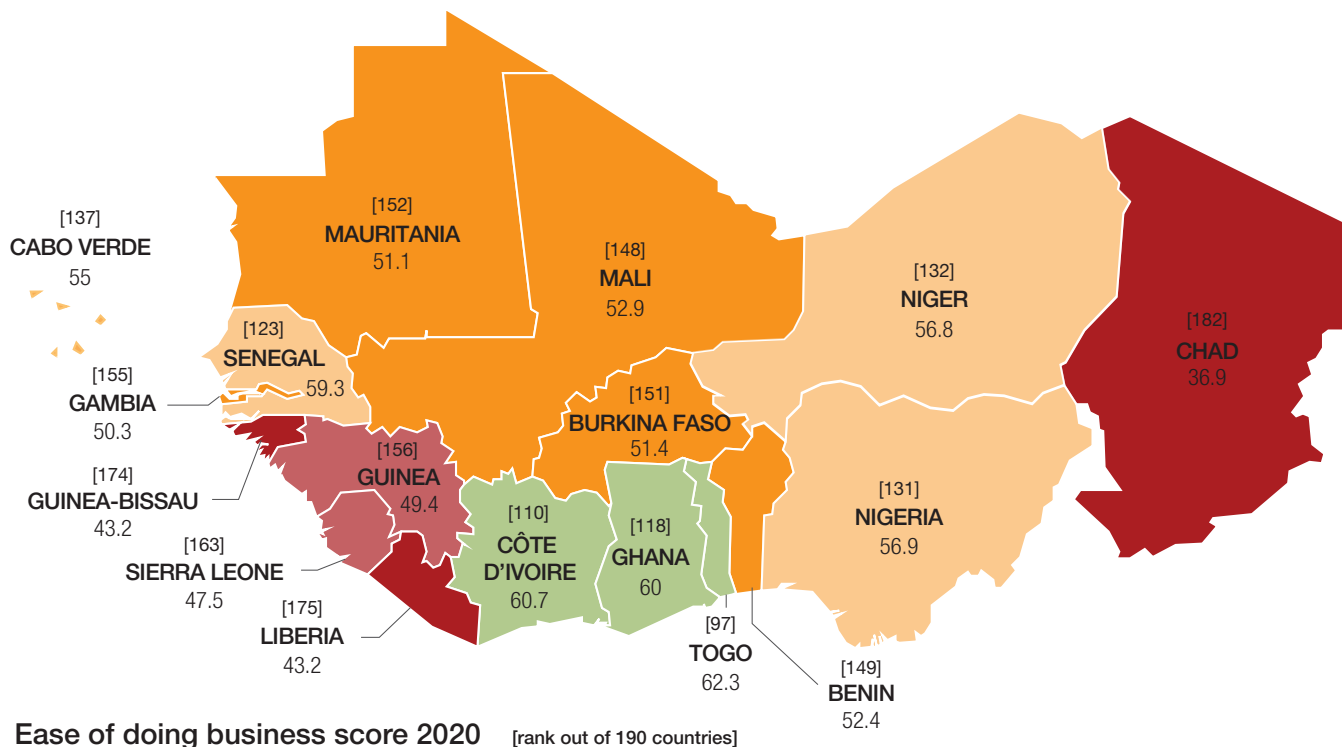 [137]
CABO VERDE
55
[152]
MAURITANIA
51.1
[148]
MALI
52.9
[132]
NIGER
56.8
[182]
CHAD
36.9
[123]
SENEGAL
59.3
[155]
GAMBIA
50.3
[151]
BURKINA FASO
51.4
[174]
GUINEA-BISSAU
43.2
[156]
GUINEA
49.4
[131]
NIGERIA
56.9
[163]
SIERRA LEONE
47.5
[110]
CÔTE
D'IVOIRE
60.7
[118]
GHANA
60
[175]
LIBERIA
43.2
[97]
TOGO
62.3
[149]
BENIN
52.4
Ease of doing business score 2020 [rank out of 190 countries]